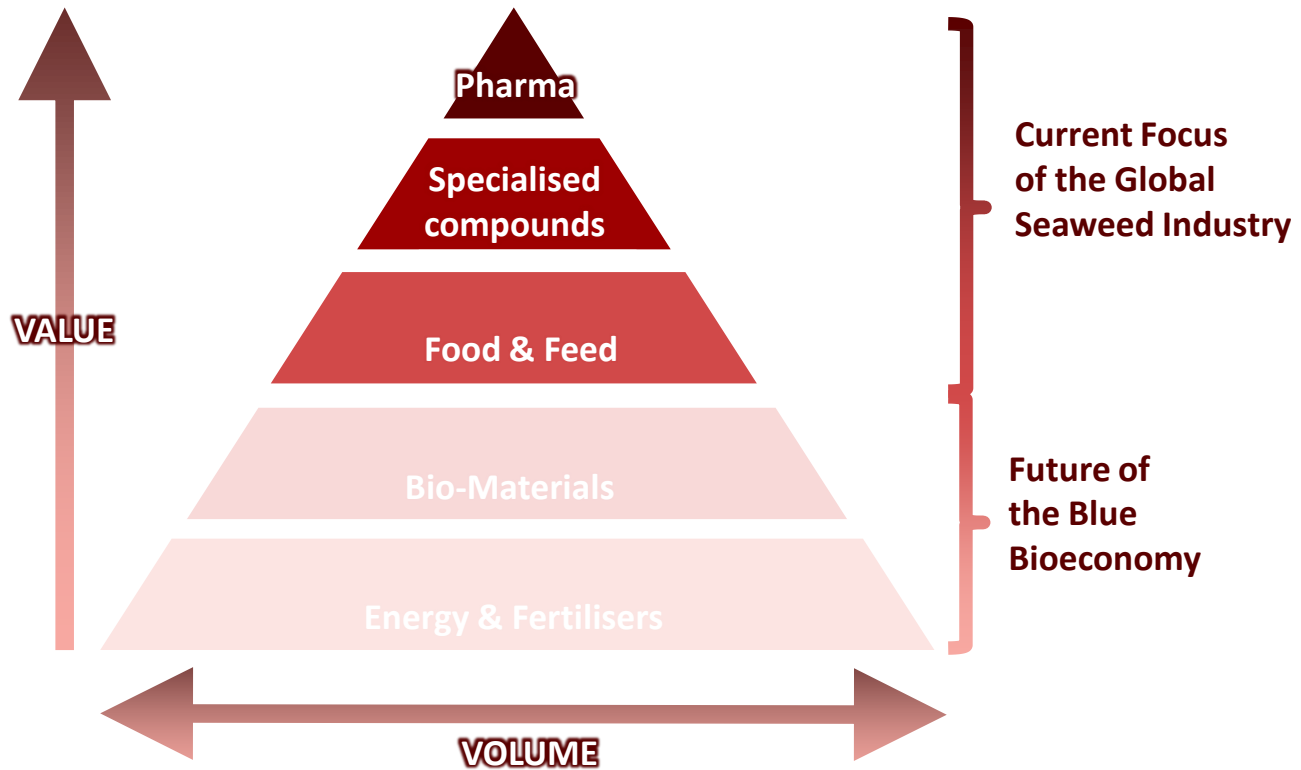 Pharma
Specialised
compounds
Food & Feed
Bio-Materials
Energy & Fertilisers
VALUE
VOLUME
Current Focus
of the Global
Seaweed Industry
Future of
the Blue
Bioeconomy